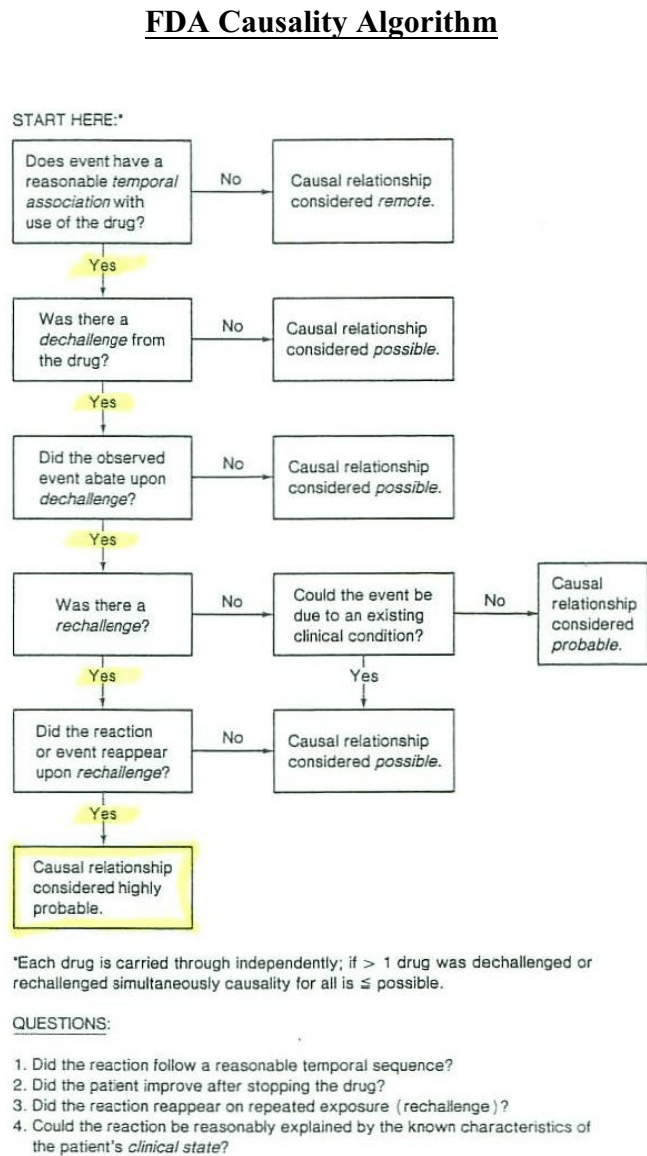 FDA Causality Algorithm
START HERE:*
Does event have a
reasonable temporal
association with
use of the drug?
No
Causal relationship
considered remote.
Yes
Was there a
dechallenge from
the drug?
No
Causal relationship
considered possible.
Yes
Did the observed
event abate upon
dechallenge?
No
Causal relationship
considered possible.
Yes
Was there a
rechallenge?
No
Could the event be
due to an existing
clinical condition?
No
Causal
relationship
considered
probable.
Yes
Yes
Did the reaction
or event reappear
upon rechallenge?
No
Causal relationship
considered possible.
Yes
Causal relationship
considered highly
probable.
*Each drug is carried through independently; if > 1 drug was dechallenged or
rechallenged simultaneously causality for all is ≤ possible.
QUESTIONS:
1. Did the reaction follow a reasonable temporal sequence?
2. Did the patient improve after stopping the drug?
3. Did the reaction reappear on repeated exposure (rechallenge)?
4. Could the reaction be reasonably explained by the known characteristics of
the patient's clinical state?